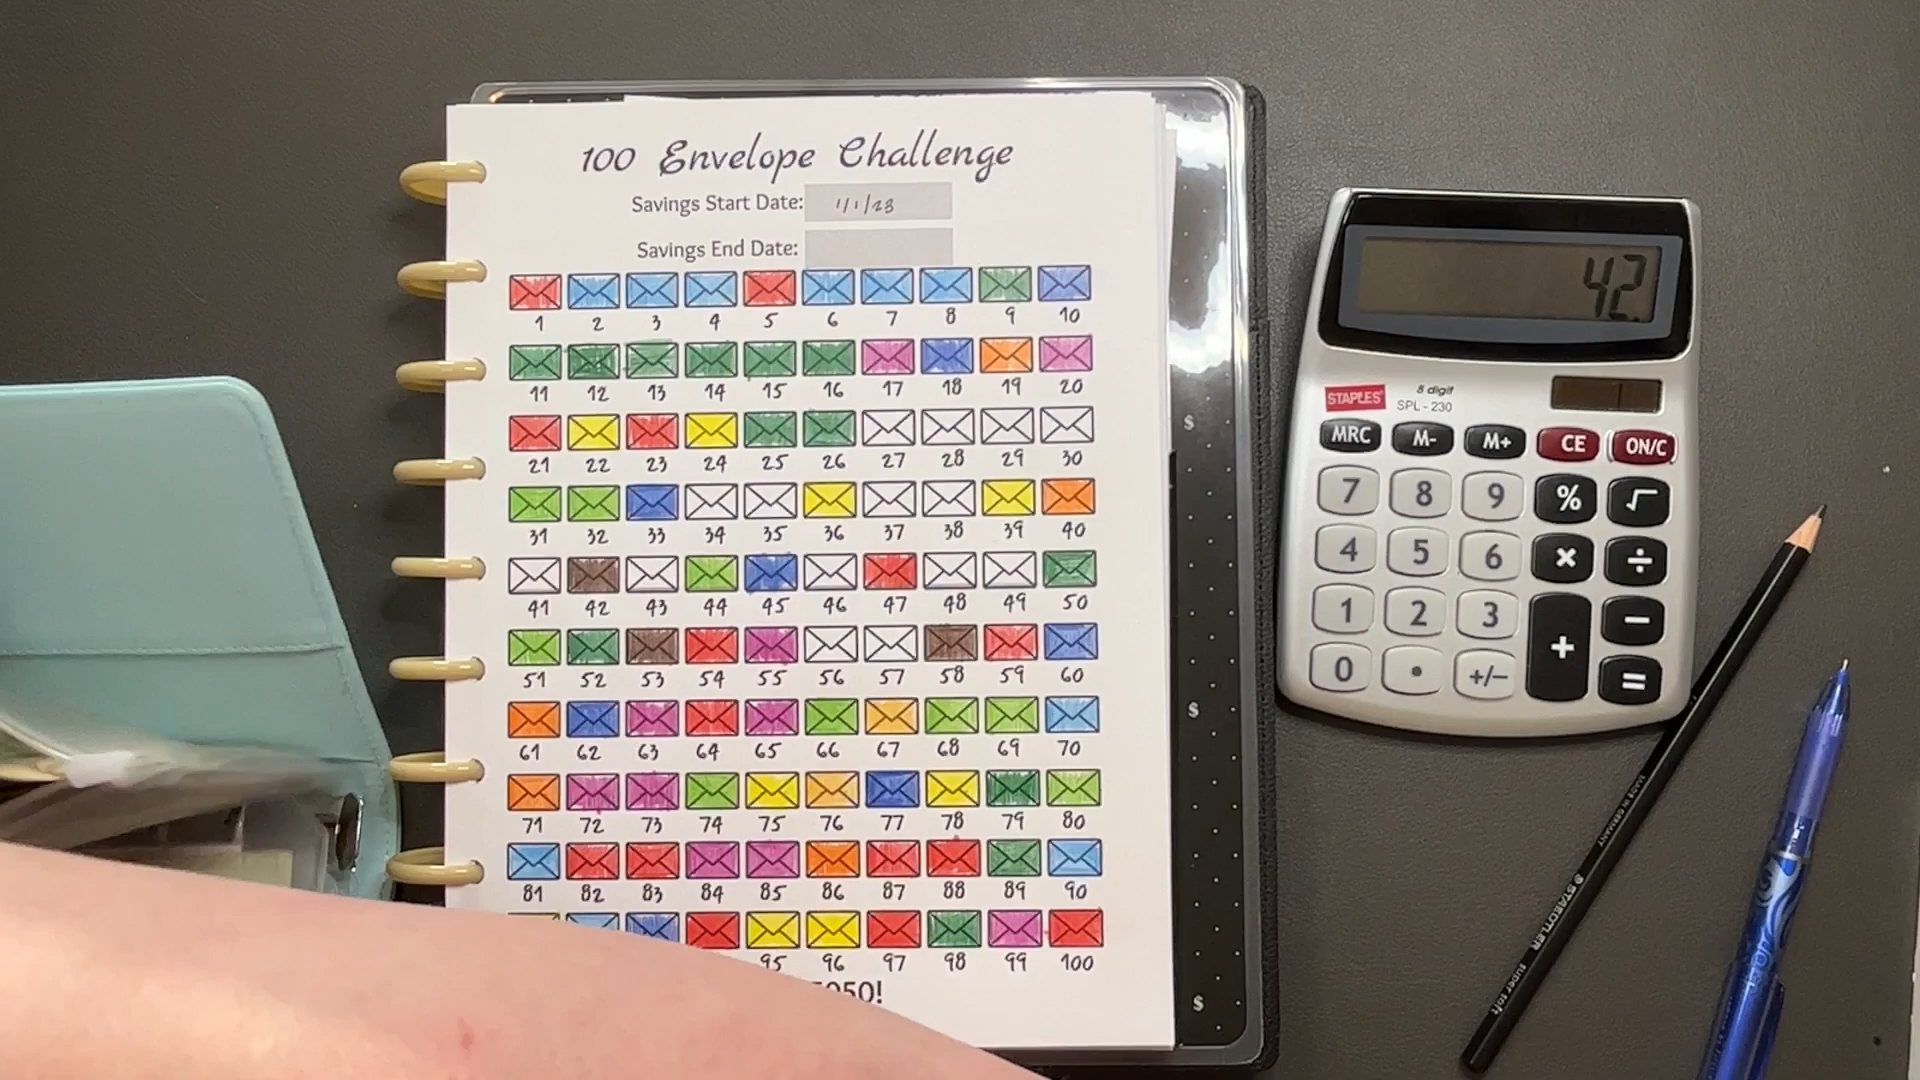 100 Envelope Challenge
Savings Start Date: 1/1/23
Savings End Date:
1 2 3 4 5 6 7 8 9 10
11 12 13 14 15 16 17 18 19 20
21 22 23 24 25 26 27 28 29 30
31 32 33 34 35 36 37 38 39 40
41 42 43 44 45 46 47 48 49 50
51 52 53 54 55 56 57 58 59 60
61 62 63 64 65 66 67 68 69 70
71 72 73 74 75 76 77 78 79 80
81 82 83 84 85 86 87 88 89 90
95 96 97 98 99 100
5050!
$
$
$
42.
STAPLES
8 digit
SPL-230
MRC M- M+ CE ON/C
7 8 9 % √
4 5 6 × ÷
1 2 3 + −
0 • +/− =
MADE IN GERMANY
STAEDTLER
super soft